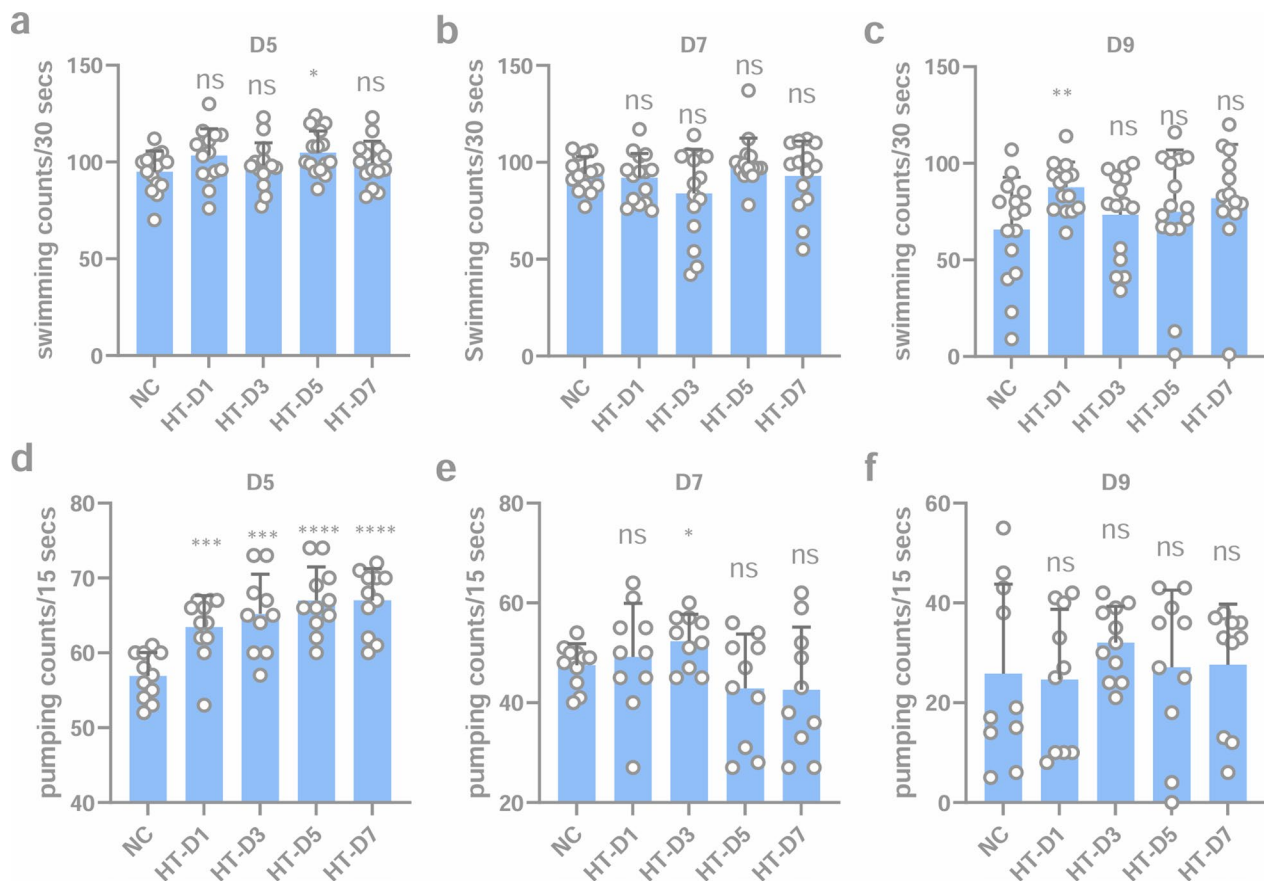 a
D5
swimming counts/30 secs
150
100
50
0
ns
ns
*
ns
NC
HT-D1
HT-D3
HT-D5
HT-D7
b
D7
Swimming counts/30 secs
150
100
50
0
ns
ns
ns
ns
NC
HT-D1
HT-D3
HT-D5
HT-D7
c
D9
swimming counts/30 secs
150
100
50
0
**
ns
ns
ns
NC
HT-D1
HT-D3
HT-D5
HT-D7
d
D5
pumping counts/15 secs
80
70
60
50
40
***
***
****
****
NC
HT-D1
HT-D3
HT-D5
HT-D7
e
D7
pumping counts/15 secs
80
60
40
20
ns
*
ns
ns
NC
HT-D1
HT-D3
HT-D5
HT-D7
f
D9
pumping counts/15 secs
60
40
20
0
ns
ns
ns
ns
NC
HT-D1
HT-D3
HT-D5
HT-D7